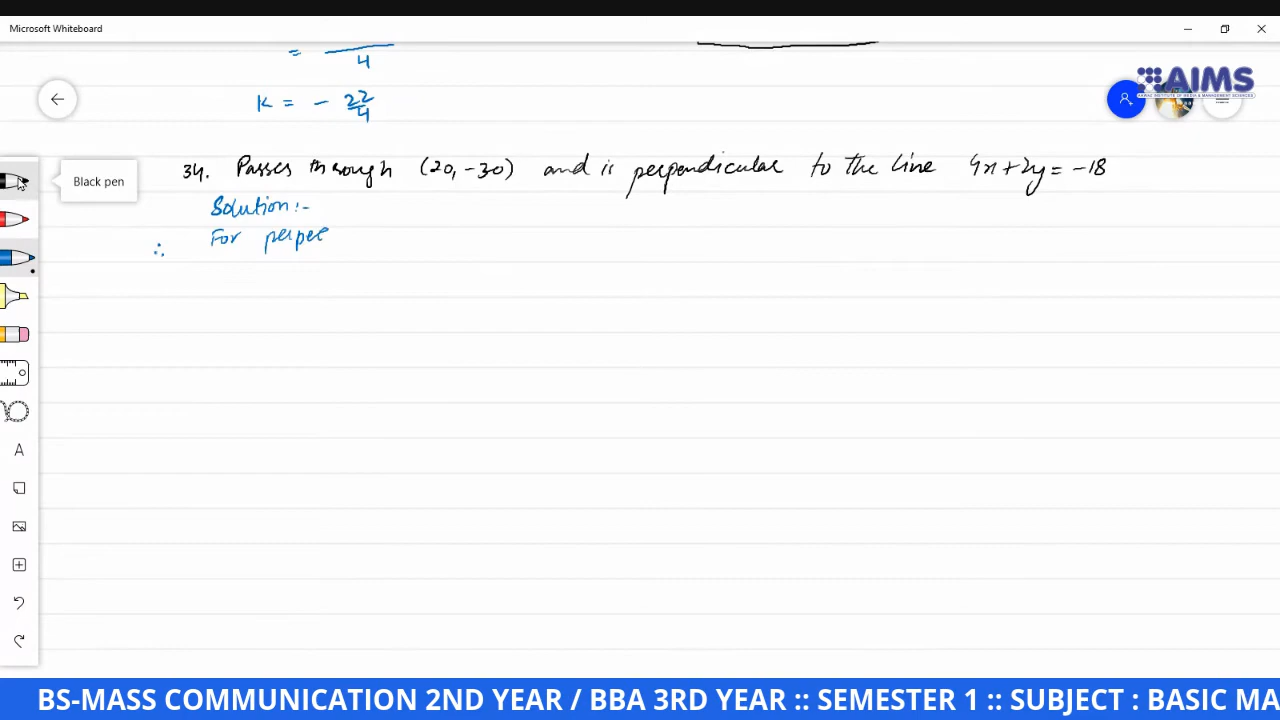 Microsoft Whiteboard
= 4
AIMS
K = - 22/4
34. Passes through (20, -30) and is perpendicular to the line 4x + 2y = -18
Black pen
Solution:-
∴ For perpe
A
BS-MASS COMMUNICATION 2ND YEAR / BBA 3RD YEAR :: SEMESTER 1 :: SUBJECT : BASIC MA